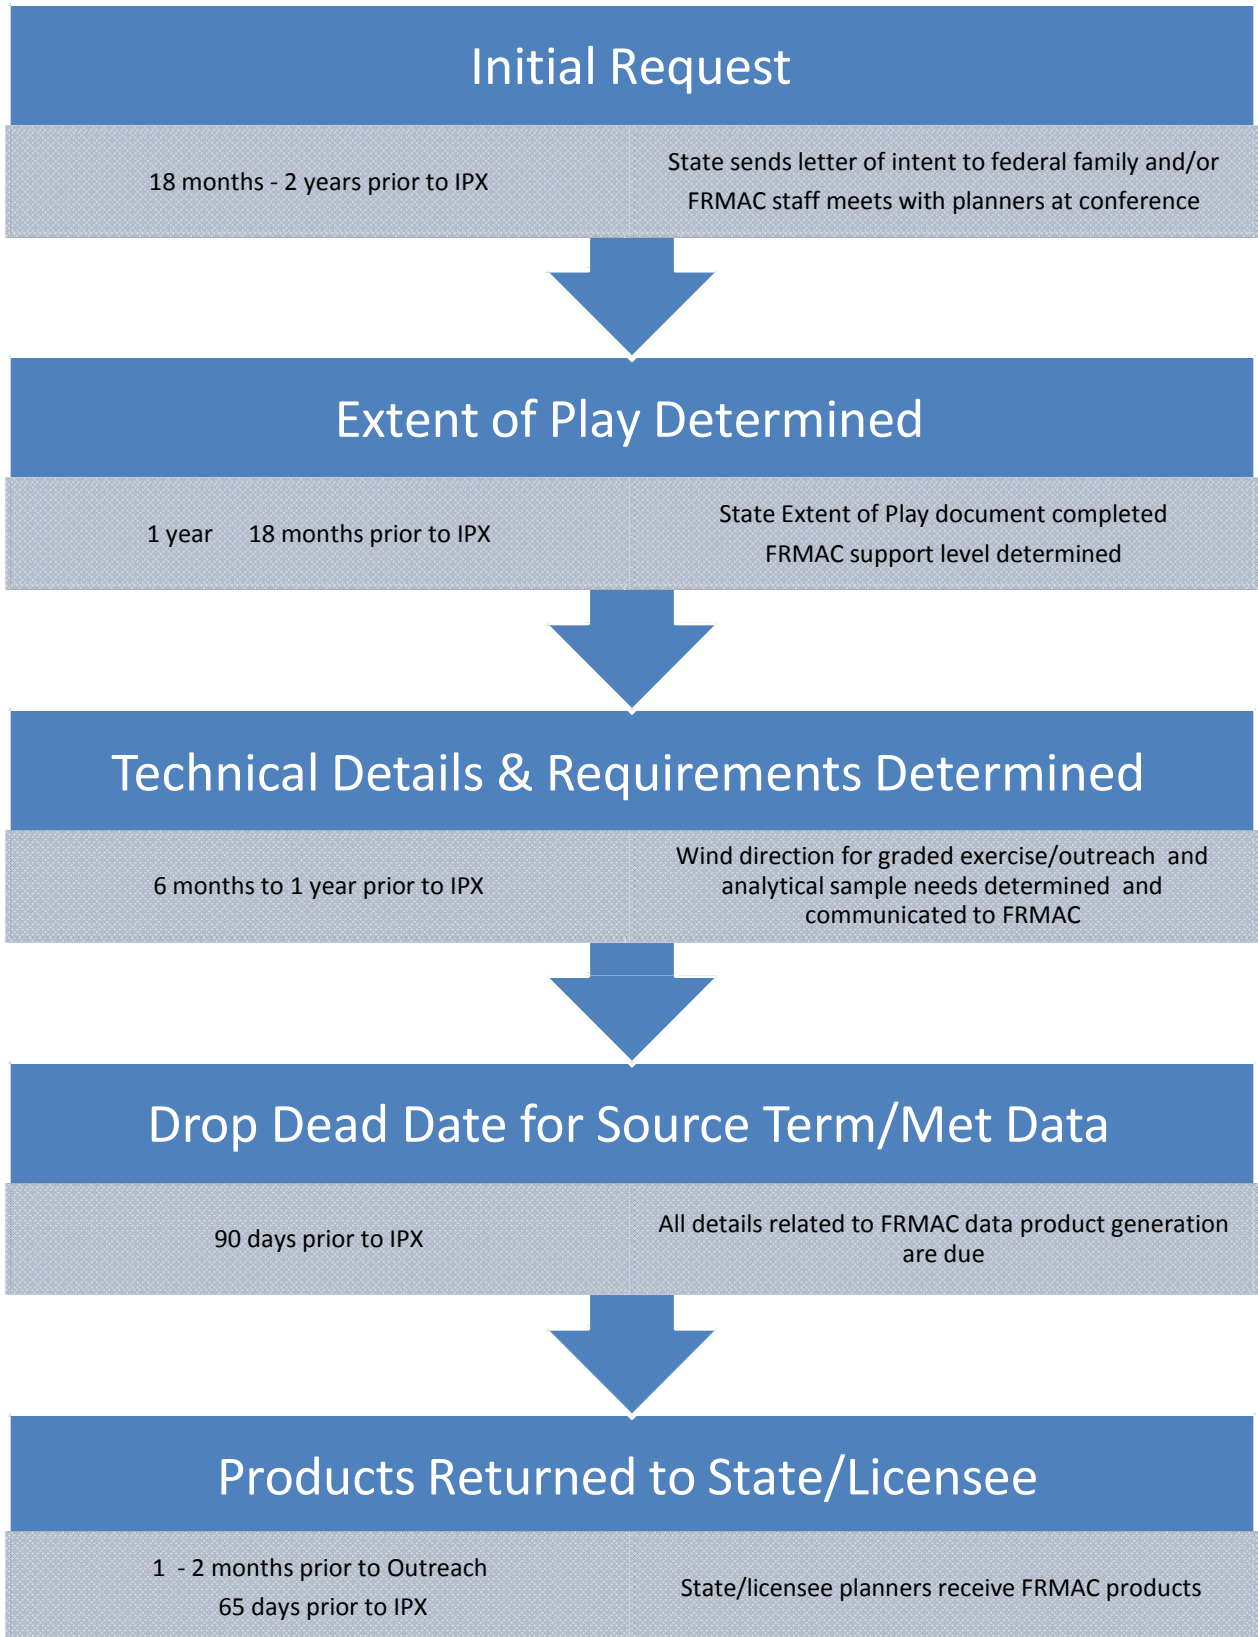 Initial Request
18 months - 2 years prior to IPX
State sends letter of intent to federal family and/or
FRMAC staff meets with planners at conference
Extent of Play Determined
1 year 18 months prior to IPX
State Extent of Play document completed
FRMAC support level determined
Technical Details & Requirements Determined
6 months to 1 year prior to IPX
Wind direction for graded exercise/outreach and
analytical sample needs determined and
communicated to FRMAC
Drop Dead Date for Source Term/Met Data
90 days prior to IPX
All details related to FRMAC data product generation
are due
Products Returned to State/Licensee
1 - 2 months prior to Outreach
65 days prior to IPX
State/licensee planners receive FRMAC products